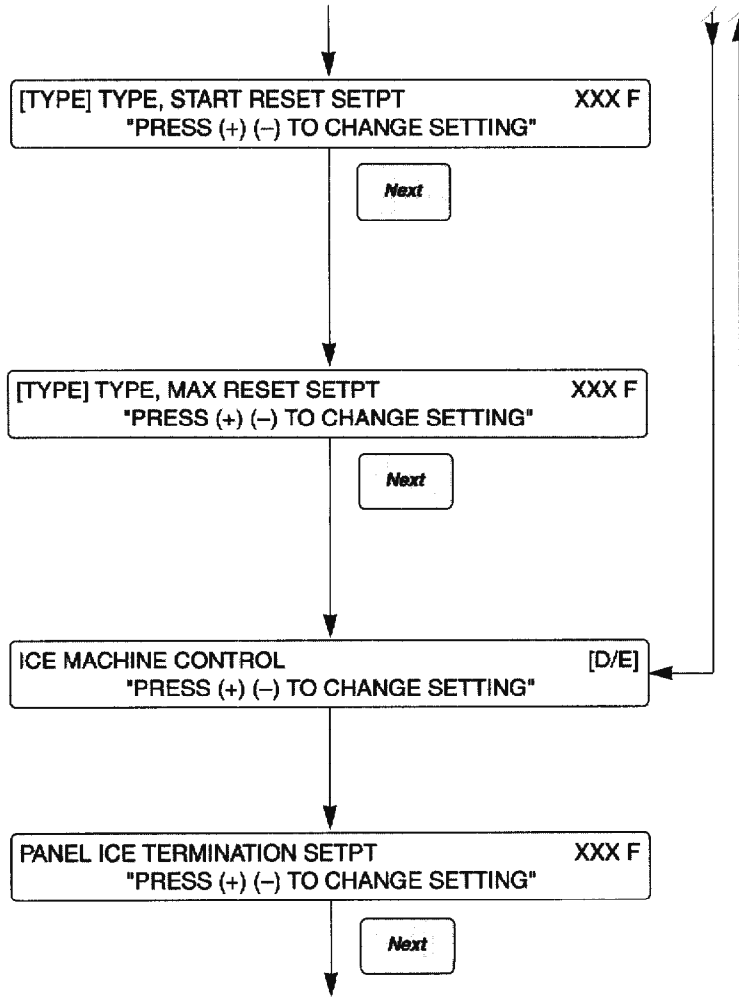 [TYPE] TYPE, START RESET SETPT XXX F
"PRESS (+) (–) TO CHANGE SETTING"
Next
[TYPE] TYPE, MAX RESET SETPT XXX F
"PRESS (+) (–) TO CHANGE SETTING"
Next
ICE MACHINE CONTROL [D/E]
"PRESS (+) (–) TO CHANGE SETTING"
PANEL ICE TERMINATION SETPT XXX F
"PRESS (+) (–) TO CHANGE SETTING"
Next